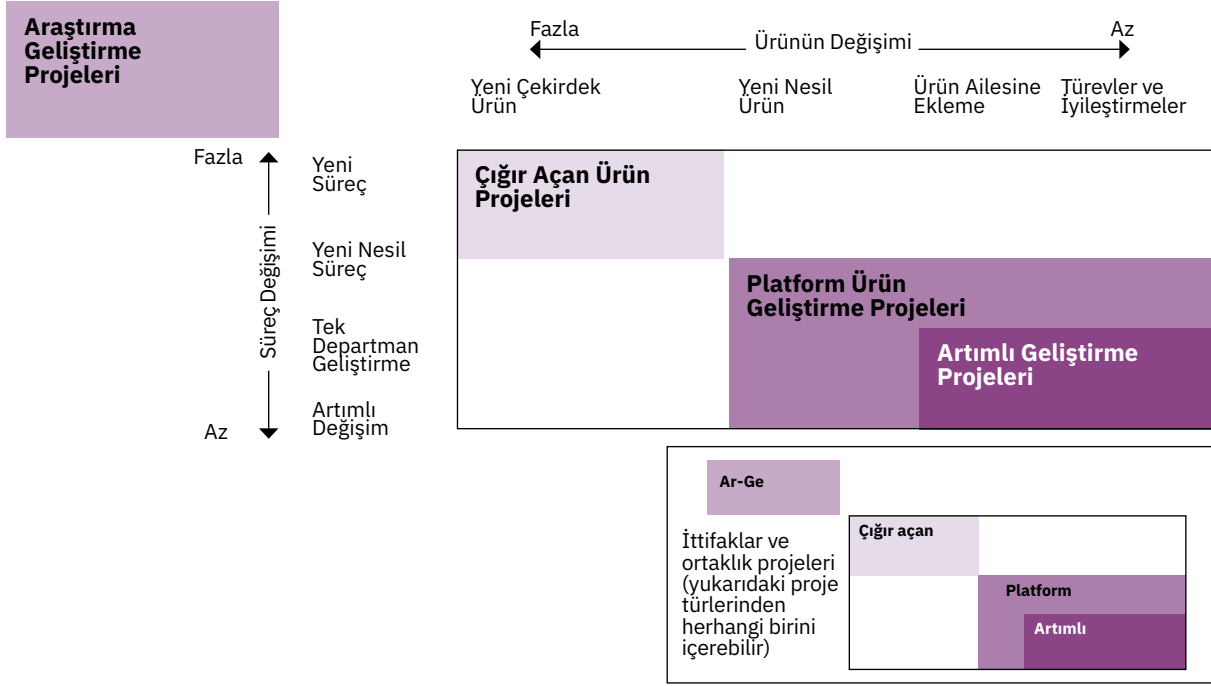 Araştırma
Geliştirme
Projeleri
Fazla
Ürünün Değişimi
Az
Yeni Çekirdek
Ürün
Yeni Nesil
Ürün
Ürün Ailesine
Ekleme
Türevler ve
İyileştirmeler
Fazla
Süreç Değişimi
Az
Yeni
Süreç
Yeni Nesil
Süreç
Tek
Departman
Geliştirme
Artımlı
Değişim
Çığır Açan Ürün
Projeleri
Platform Ürün
Geliştirme Projeleri
Artımlı Geliştirme
Projeleri
Ar-Ge
İttifaklar ve
ortaklık projeleri
(yukarıdaki proje
türlerinden
herhangi birini
içerebilir)
Çığır açan
Platform
Artımlı